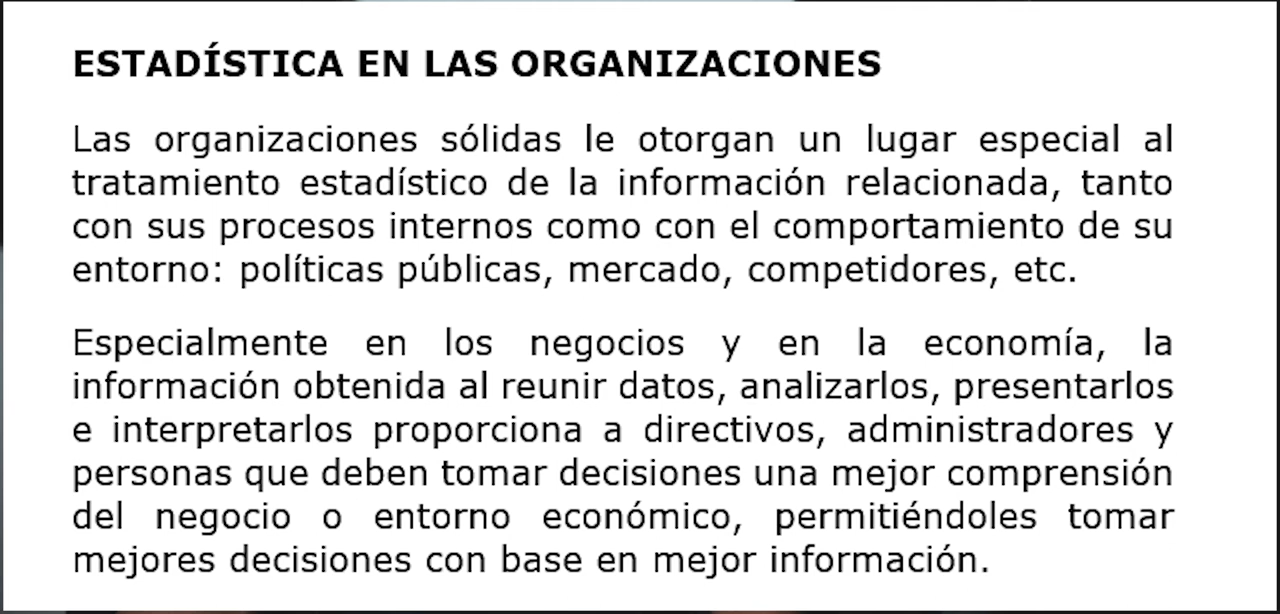 ESTADÍSTICA EN LAS ORGANIZACIONES
Las organizaciones sólidas le otorgan un lugar especial al
tratamiento estadístico de la información relacionada, tanto
con sus procesos internos como con el comportamiento de su
entorno: políticas públicas, mercado, competidores, etc.
Especialmente en los negocios y en la economía, la
información obtenida al reunir datos, analizarlos, presentarlos
e interpretarlos proporciona a directivos, administradores y
personas que deben tomar decisiones una mejor comprensión
del negocio o entorno económico, permitiéndoles tomar
mejores decisiones con base en mejor información.